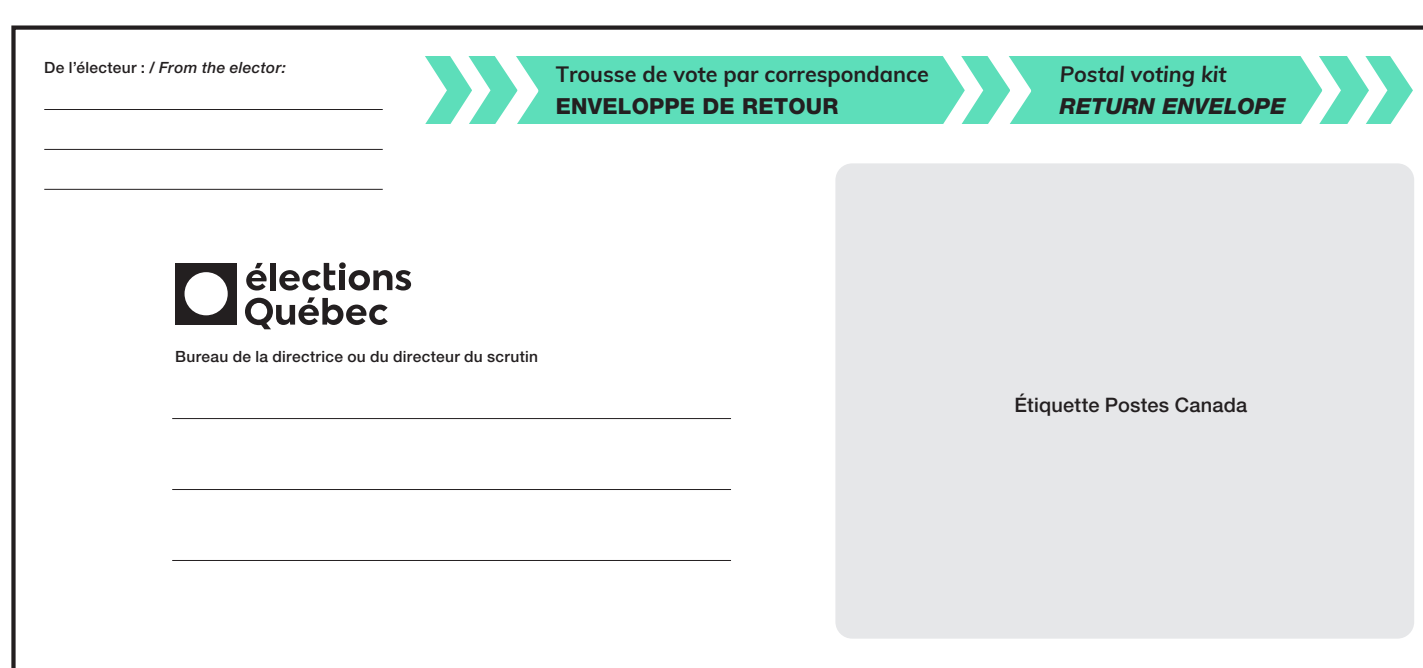 De l’électeur : / From the elector:
Trousse de vote par correspondance
ENVELOPPE DE RETOUR
Postal voting kit
RETURN ENVELOPE
élections
Québec
Bureau de la directrice ou du directeur du scrutin
Étiquette Postes Canada